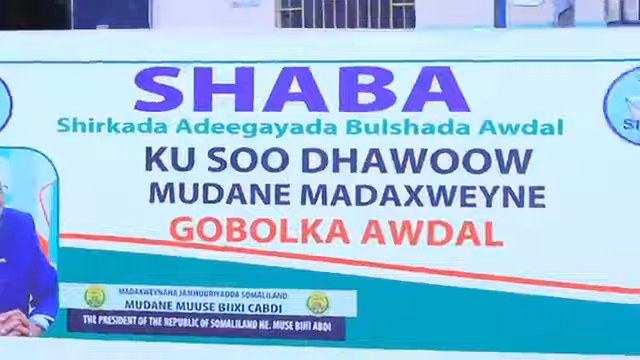 SHABA
Shirkada Adeegayada Bulshada Awdal
KU SOO DHAWOOW
MUDANE MADAXWEYNE
GOBOLKA AWDAL
MADAXWEYNAHA JAMHUURIYADDA SOMALILAND
MUDANE MUUSE BIIXI CABDI
THE PRESIDENT OF THE REPUBLIC OF SOMALILAND HE. MUSE BIHI ABDI